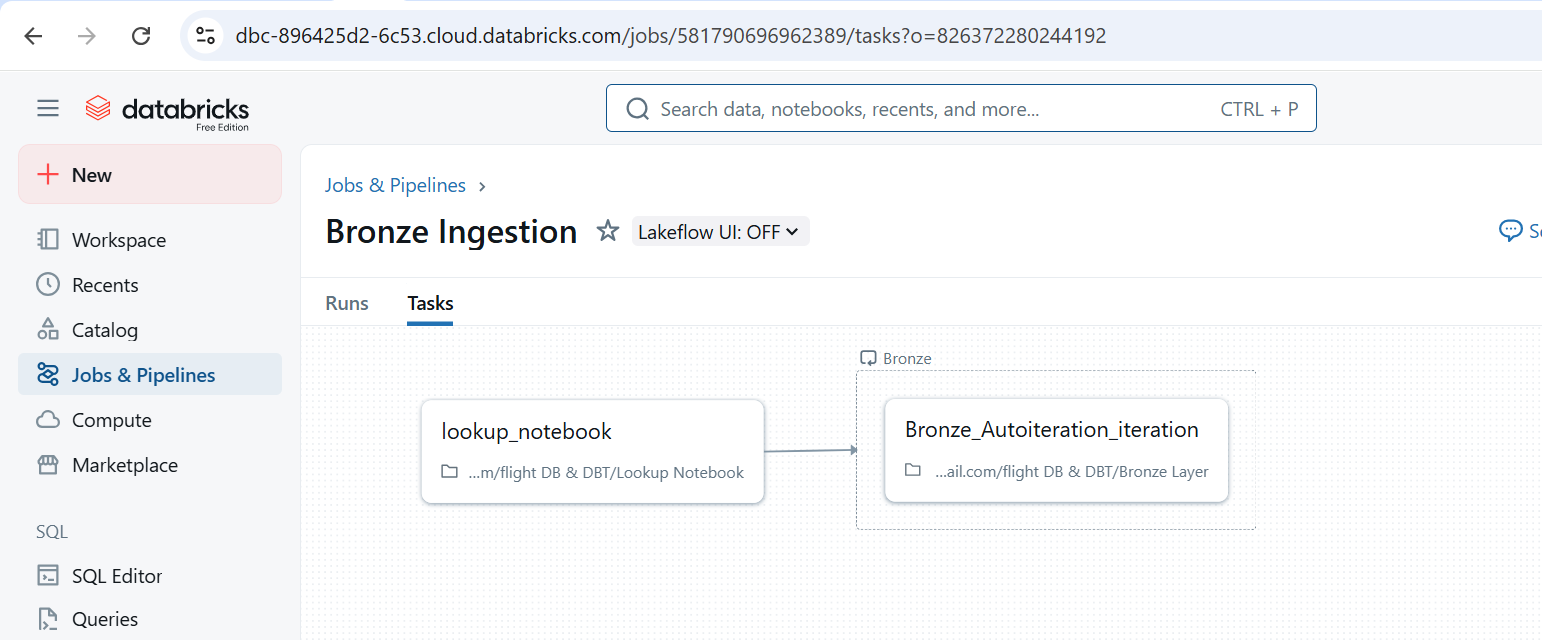 dbc-896425d2-6c53.cloud.databricks.com/jobs/581790696962389/tasks?o=826372280244192
databricks
Free Edition
Search data, notebooks, recents, and more... CTRL + P
New
Workspace
Recents
Catalog
Jobs & Pipelines
Compute
Marketplace
SQL
SQL Editor
Queries
Jobs & Pipelines ›
Bronze Ingestion Lakeflow UI: OFF
Runs Tasks
Bronze
lookup_notebook
...m/flight DB & DBT/Lookup Notebook
Bronze_Autoiteration_iteration
...ail.com/flight DB & DBT/Bronze Layer